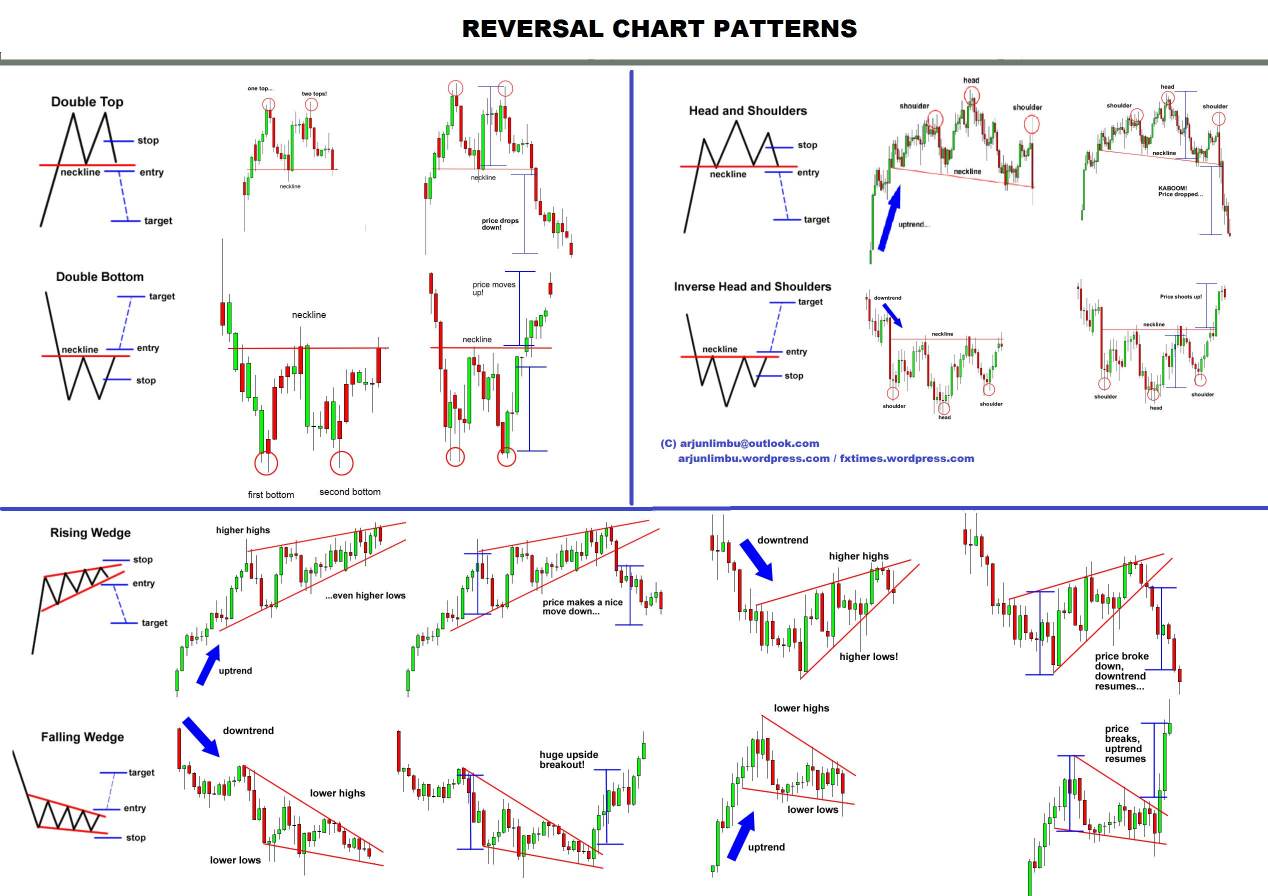 REVERSAL CHART PATTERNS
Double Top
stop
neckline
entry
target
one top...
two tops!
neckline
neckline
price drops
down!
Double Bottom
target
neckline
entry
stop
neckline
first bottom
second bottom
price moves
up!
neckline
Head and Shoulders
stop
neckline
entry
target
head
shoulder
shoulder
neckline
uptrend...
head
shoulder
shoulder
neckline
KABOOM!
Price dropped...
Inverse Head and Shoulders
target
neckline
entry
stop
downtrend
neckline
shoulder
head
shoulder
Price shoots up!
neckline
shoulder
head
shoulder
(C) arjunlimbu@outlook.com
arjunlimbu.wordpress.com / fxtimes.wordpress.com
Rising Wedge
stop
entry
target
higher highs
...even higher lows
uptrend
price makes a nice
move down...
downtrend
higher highs
higher lows!
price broke
down,
downtrend
resumes...
Falling Wedge
target
entry
stop
downtrend
lower highs
lower lows
huge upside
breakout!
lower highs
lower lows
uptrend
price
breaks,
uptrend
resumes